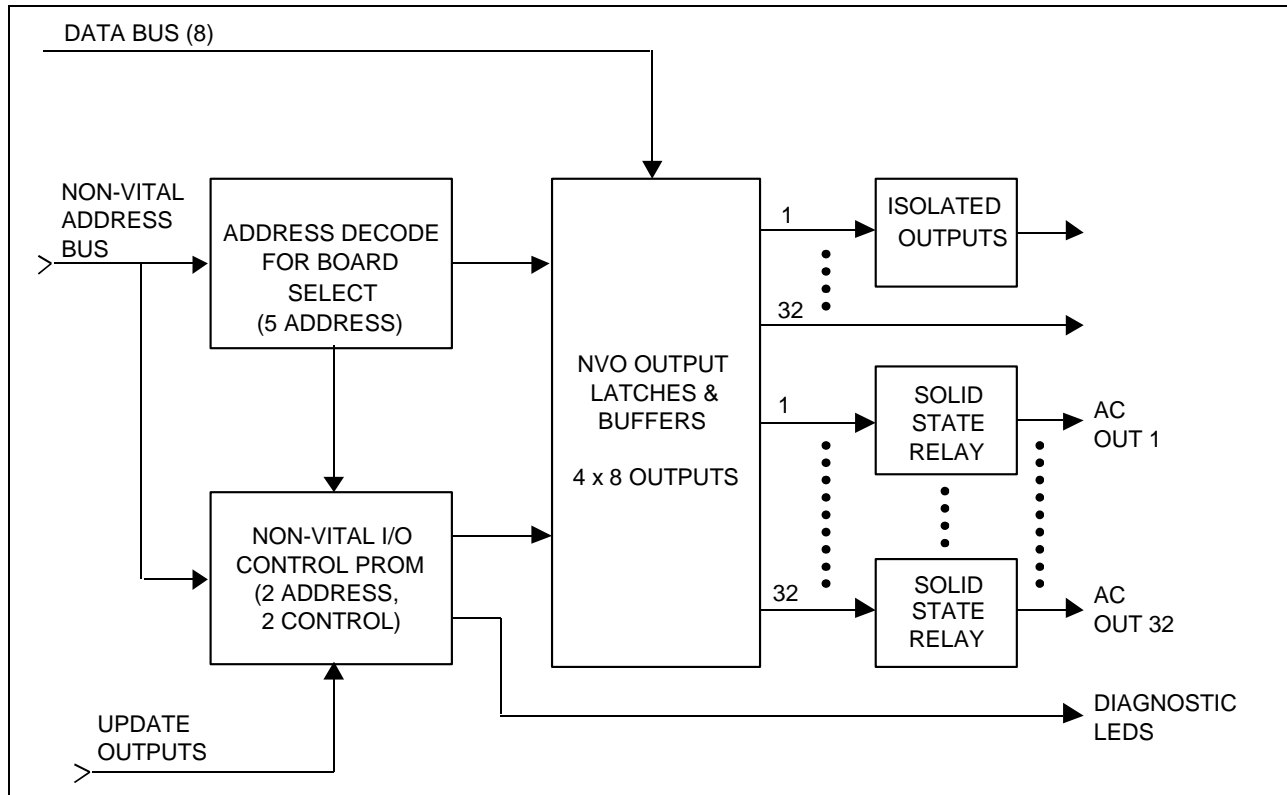 DATA BUS (8)
NON-VITAL
ADDRESS
BUS
ADDRESS DECODE
FOR BOARD
SELECT
(5 ADDRESS)
NON-VITAL I/O
CONTROL PROM
(2 ADDRESS,
2 CONTROL)
UPDATE
OUTPUTS
NVO OUTPUT
LATCHES &
BUFFERS
4 x 8 OUTPUTS
1
ISOLATED
OUTPUTS
32
1
SOLID
STATE
RELAY
AC
OUT 1
32
SOLID
STATE
RELAY
AC
OUT 32
DIAGNOSTIC
LEDS